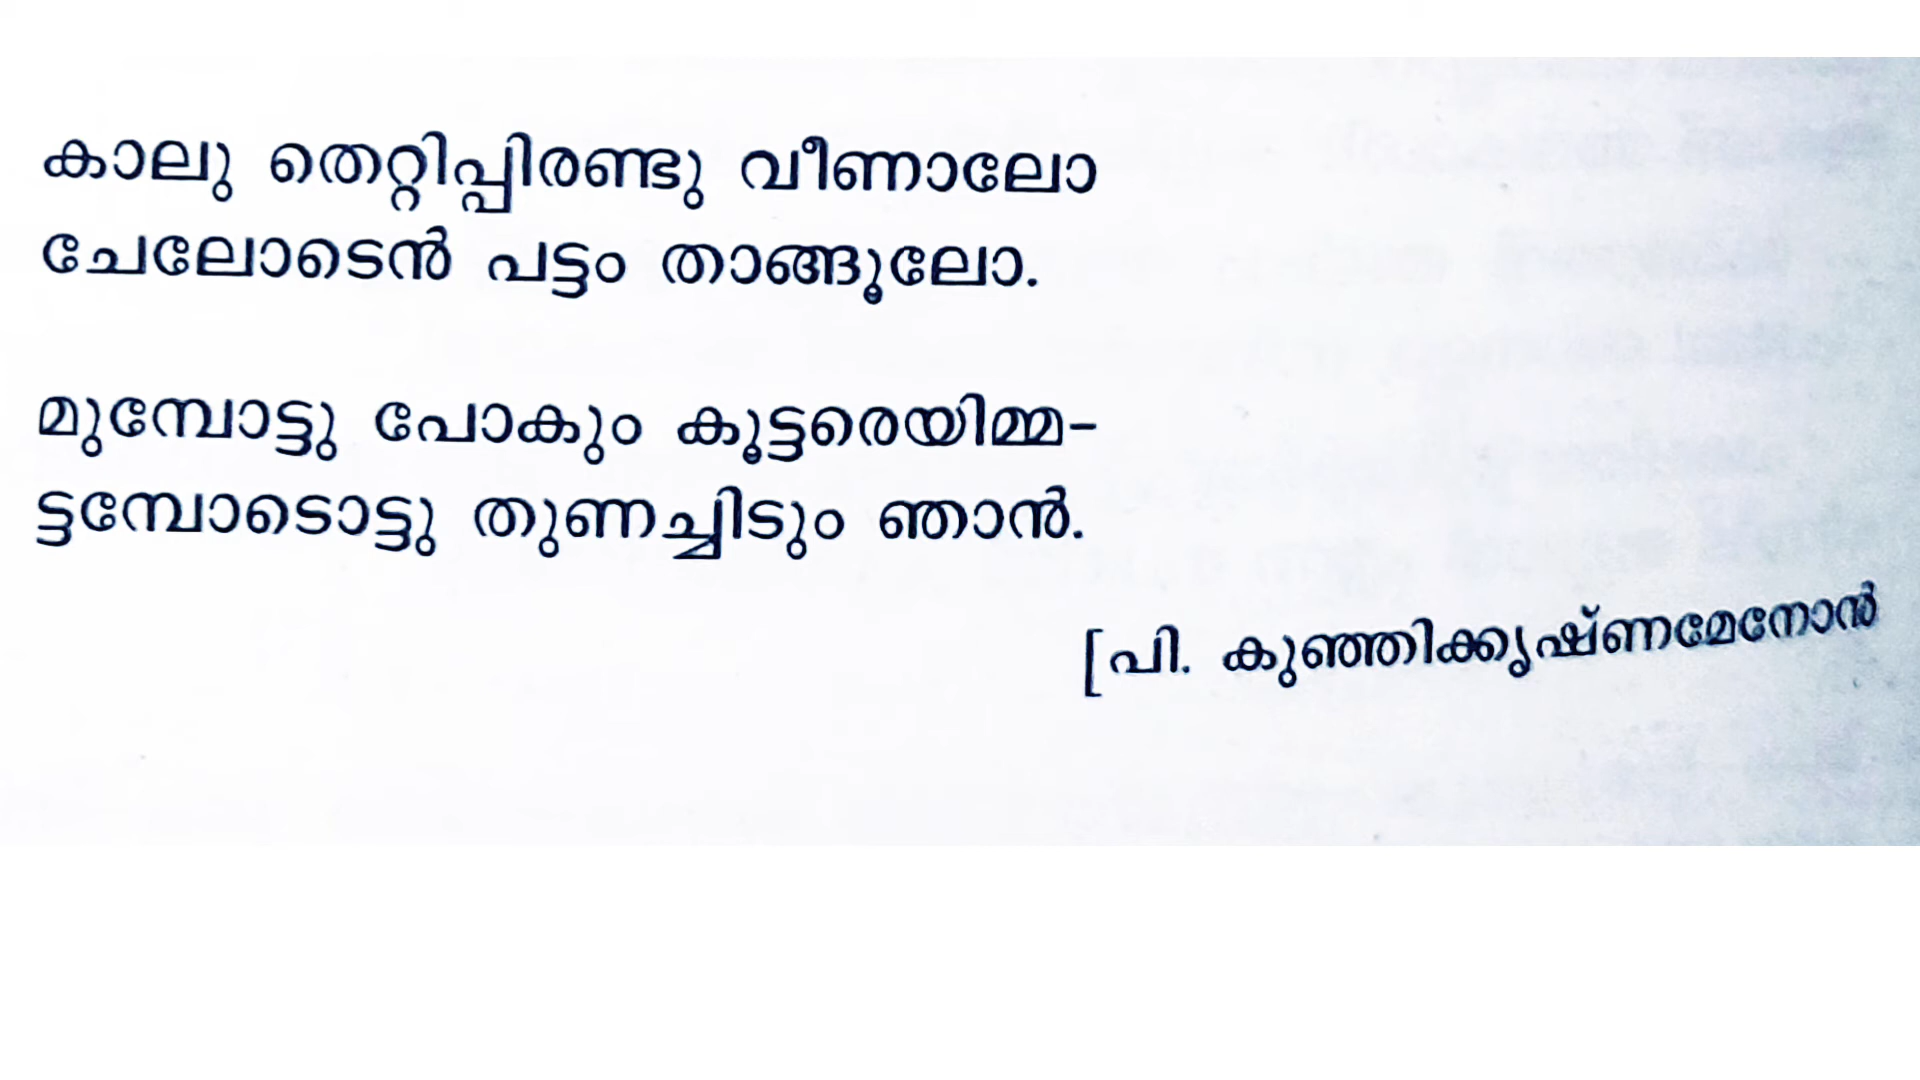 കാലു തെറ്റിപ്പിരണ്ടു വീണാലോ
ചേലോടെൻ പട്ടം താങ്ങൂലോ.
മുമ്പോട്ടു പോകും കൂട്ടരെയിമ്മ-
ട്ടമ്പോടൊട്ടു തുണച്ചിടും ഞാൻ.
[പി. കുഞ്ഞിക്കൃഷ്ണമേനോൻ